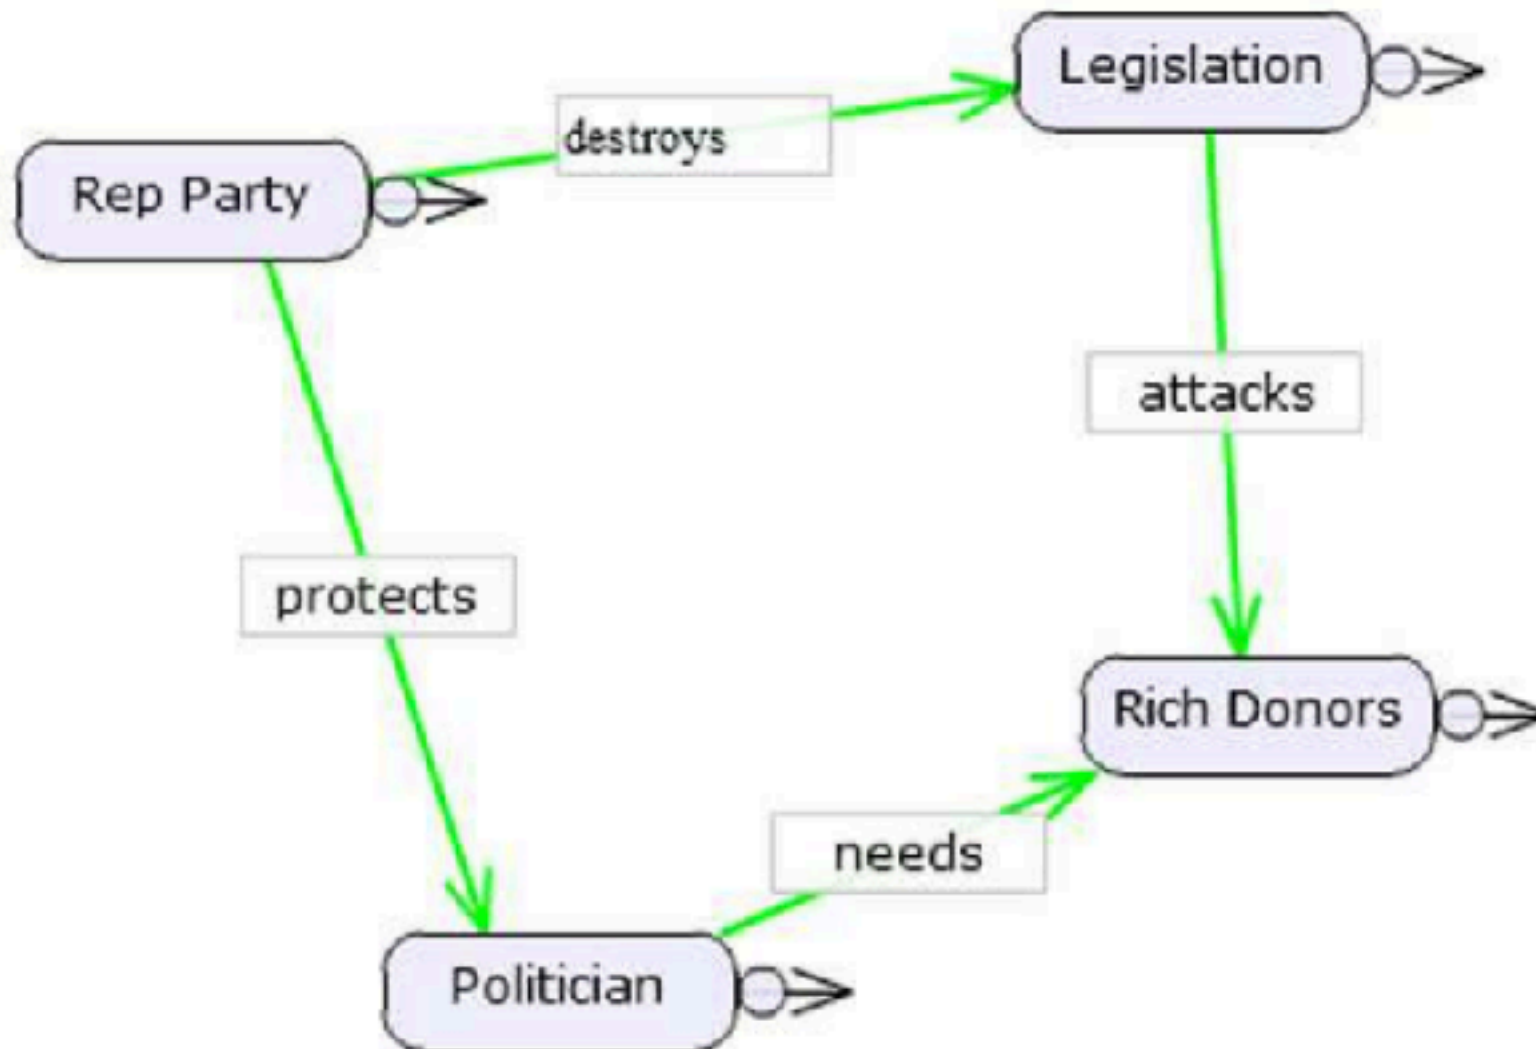 Legislation
destroys
Rep Party
attacks
protects
Rich Donors
needs
Politician